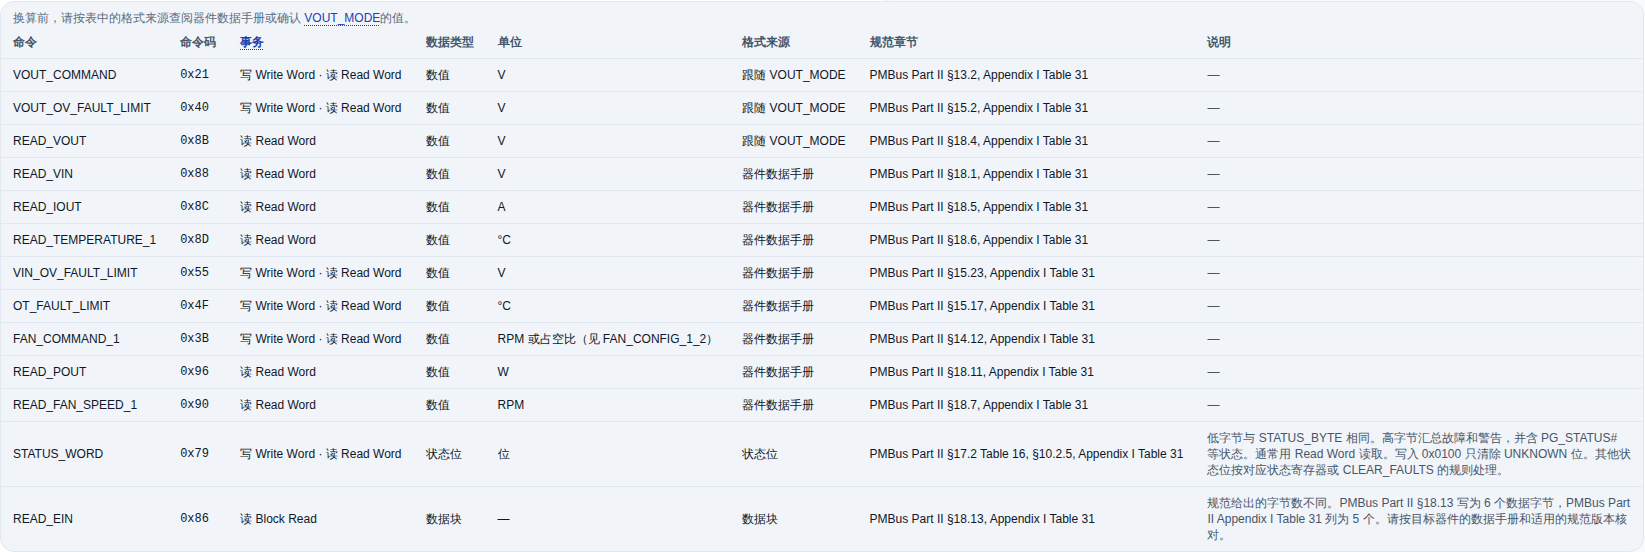 换算前，请按表中的格式来源查阅器件数据手册或确认 VOUT_MODE的值。
命令 命令码 事务 数据类型 单位 格式来源 规范章节 说明
VOUT_COMMAND 0x21 写 Write Word · 读 Read Word 数值 V 跟随 VOUT_MODE PMBus Part II §13.2, Appendix I Table 31 —
VOUT_OV_FAULT_LIMIT 0x40 写 Write Word · 读 Read Word 数值 V 跟随 VOUT_MODE PMBus Part II §15.2, Appendix I Table 31 —
READ_VOUT 0x8B 读 Read Word 数值 V 跟随 VOUT_MODE PMBus Part II §18.4, Appendix I Table 31 —
READ_VIN 0x88 读 Read Word 数值 V 器件数据手册 PMBus Part II §18.1, Appendix I Table 31 —
READ_IOUT 0x8C 读 Read Word 数值 A 器件数据手册 PMBus Part II §18.5, Appendix I Table 31 —
READ_TEMPERATURE_1 0x8D 读 Read Word 数值 °C 器件数据手册 PMBus Part II §18.6, Appendix I Table 31 —
VIN_OV_FAULT_LIMIT 0x55 写 Write Word · 读 Read Word 数值 V 器件数据手册 PMBus Part II §15.23, Appendix I Table 31 —
OT_FAULT_LIMIT 0x4F 写 Write Word · 读 Read Word 数值 °C 器件数据手册 PMBus Part II §15.17, Appendix I Table 31 —
FAN_COMMAND_1 0x3B 写 Write Word · 读 Read Word 数值 RPM 或占空比（见 FAN_CONFIG_1_2） 器件数据手册 PMBus Part II §14.12, Appendix I Table 31 —
READ_POUT 0x96 读 Read Word 数值 W 器件数据手册 PMBus Part II §18.11, Appendix I Table 31 —
READ_FAN_SPEED_1 0x90 读 Read Word 数值 RPM 器件数据手册 PMBus Part II §18.7, Appendix I Table 31 —
STATUS_WORD 0x79 写 Write Word · 读 Read Word 状态位 位 状态位 PMBus Part II §17.2 Table 16, §10.2.5, Appendix I Table 31
低字节与 STATUS_BYTE 相同。高字节汇总故障和警告，并含 PG_STATUS#
等状态。通常用 Read Word 读取。写入 0x0100 只清除 UNKNOWN 位。其他状
态位按对应状态寄存器或 CLEAR_FAULTS 的规则处理。
READ_EIN 0x86 读 Block Read 数据块 — 数据块 PMBus Part II §18.13, Appendix I Table 31
规范给出的字节数不同。PMBus Part II §18.13 写为 6 个数据字节，PMBus Part
II Appendix I Table 31 列为 5 个。请按目标器件的数据手册和适用的规范版本核
对。